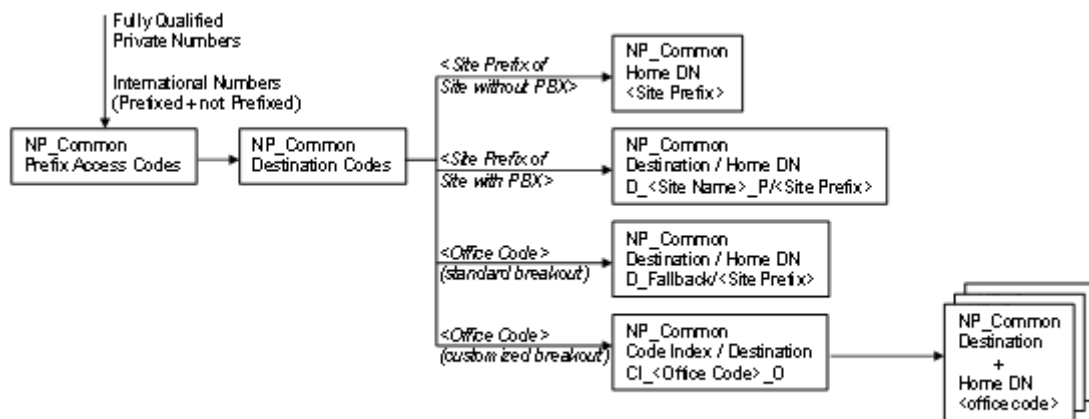 Fully Qualified
Private Numbers
International Numbers
(Prefixed + not Prefixed)
NP_Common
Prefix Access Codes
NP_Common
Destination Codes
<Site Prefix of
Site without PBX>
NP_Common
Home DN
<Site Prefix>
<Site Prefix of
Site with PBX>
NP_Common
Destination / Home DN
D_<Site Name>_P/<Site Prefix>
<Office Code>
(standard breakout)
NP_Common
Destination / Home DN
D_Fallback/<Site Prefix>
<Office Code>
(customized breakout)
NP_Common
Code Index / Destination
CI_<Office Code>_O
NP_Common
Destination
+
Home DN
<office code>